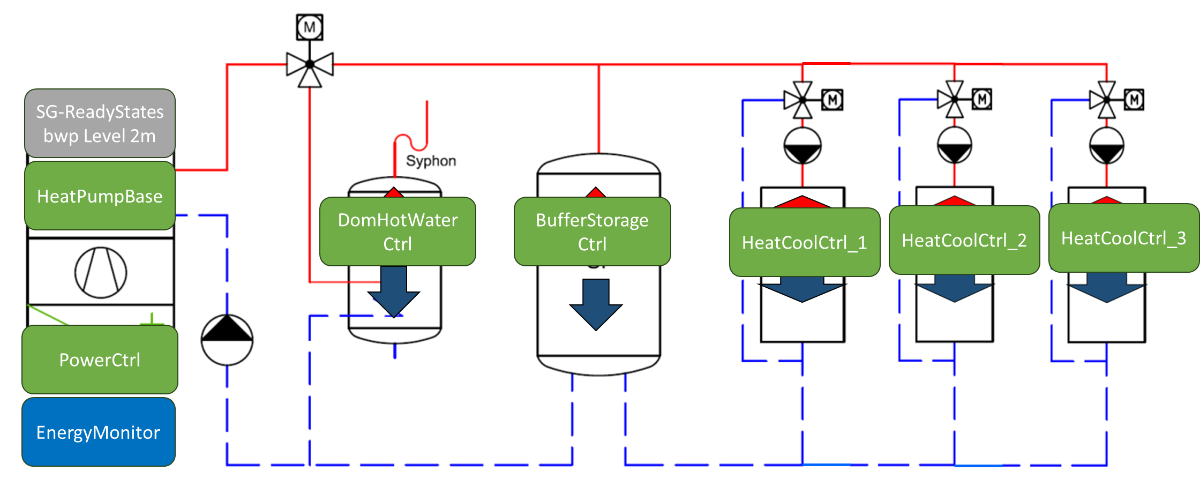 M
SG-ReadyStates
bwp Level 2m
HeatPumpBase
Syphon
M
M
M
DomHotWater
Ctrl
BufferStorage
Ctrl
HeatCoolCtrl_1
HeatCoolCtrl_2
HeatCoolCtrl_3
PowerCtrl
EnergyMonitor